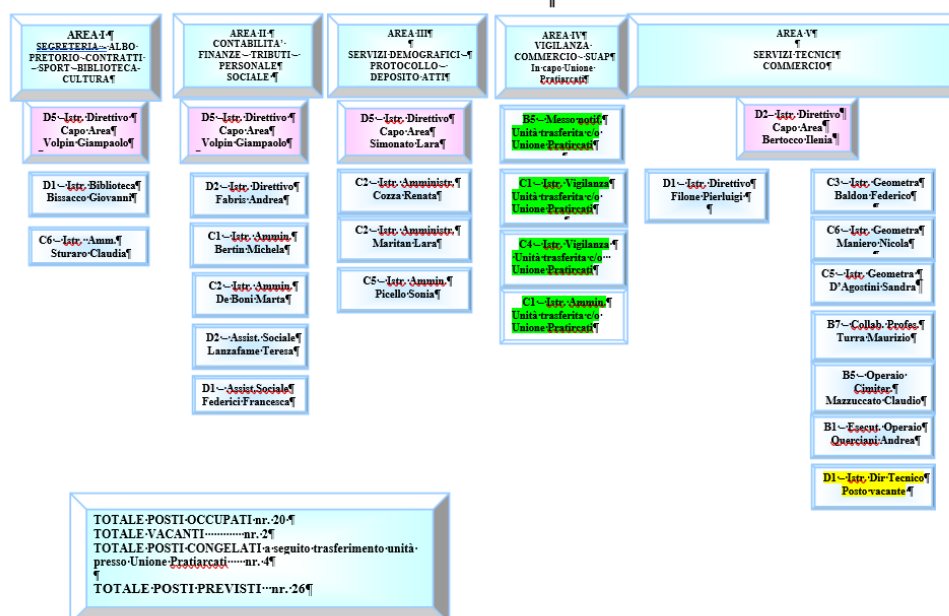 AREA I¶
SEGRETERIA – ALBO
PRETORIO – CONTRATTI
– SPORT – BIBLIOTECA-
CULTURA¶
D5 – Istr. Direttivo ¶
Capo Area¶
Volpin Giampaolo¶
D1 – Istr. Biblioteca¶
Bissacco Giovanni¶
C6 – Istr. Amm.¶
Sturaro Claudia¶
AREA II¶
CONTABILITA'
FINANZE – TRIBUTI –
PERSONALE
SOCIALE ¶
D5 – Istr. Direttivo ¶
Capo Area¶
Volpin Giampaolo¶
D2 – Istr. Direttivo
Fabris Andrea¶
C1 – Istr. Ammin.
Bertin Michela¶
C2 – Istr. Ammin.
De Boni Marta¶
D2 – Assist. Sociale
Lanzafame Teresa¶
D1 – Assist.Sociale
Federici Francesca¶
AREA III¶
SERVIZI DEMOGRAFICI
PROTOCOLLO –
DEPOSITO ATTI¶
D5 – Istr. Direttivo
Capo Area¶
Simonato Lara¶
C2 – Istr. Amministr.¶
Cozza Renata¶
C2 – Istr. Amministr.¶
Maritan Lara¶
C5 – Istr. Ammin.
Picello Sonia¶
¶
AREA IV¶
VIGILANZA
COMMERCIO – SUAP¶
In capo Unione
Pratiarcati¶
B5 – Messo notif.¶
Unità trasferita c/o
Unione Pratircati¶
¶
C1 – Istr. Vigilanza
Unità trasferita c/o
Unione Pratircati¶
C4 – Istr. Vigilanza ¶
Unità trasferita c/o
Unione Pratircati¶
C1 – Istr. Ammin.
Unità trasferita c/o
Unione Pratircati¶
AREA V¶
¶
SERVIZI TECNICI¶
COMMERCIO¶
D2 – Istr. Direttivo¶
Capo Area¶
Bertocco Ilenia¶
D1 – Istr. Direttivo¶
Filone Pierluigi ¶
¶
C3 – Istr. Geometra¶
Baldon Federico¶
¶
C6 – Istr. Geometra¶
Maniero Nicola¶
¶
C5 – Istr. Geometra ¶
D'Agostini Sandra¶
B7 – Collab. Profes.¶
Turra Maurizio¶
B5 – Operaio
Cimiter.¶
Mazzuccato Claudio¶
B1 – Esecut. Operaio
Querciani Andrea¶
D1 – Istr. Dir Tecnico¶
Posto vacante¶
TOTALE POSTI OCCUPATI nr. 20 ¶
TOTALE VACANTI ············nr. 2¶
TOTALE POSTI CONGELATI a seguito trasferimento unità
presso Unione Pratiarcati ······nr. 4¶
¶
TOTALE POSTI PREVISTI ···nr. 26¶